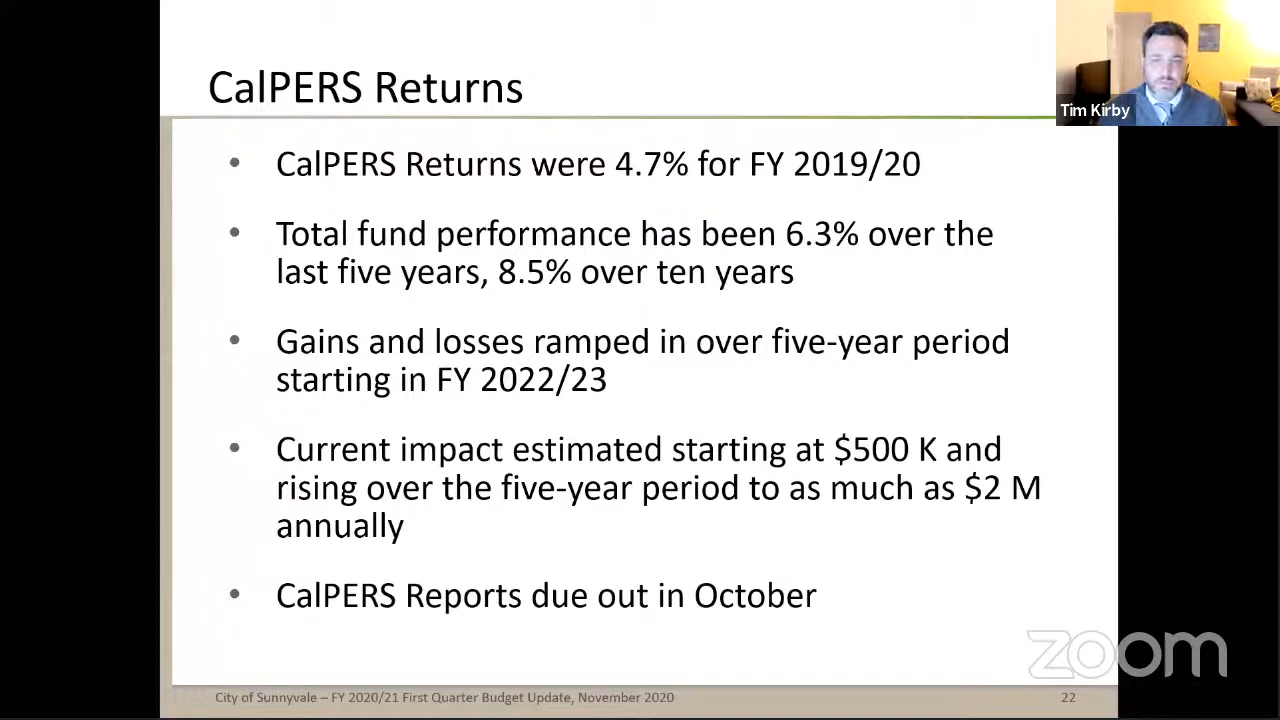 CalPERS Returns
Tim Kirby
• CalPERS Returns were 4.7% for FY 2019/20
• Total fund performance has been 6.3% over the
last five years, 8.5% over ten years
• Gains and losses ramped in over five-year period
starting in FY 2022/23
• Current impact estimated starting at $500 K and
rising over the five-year period to as much as $2 M
annually
• CalPERS Reports due out in October
zoom
City of Sunnyvale – FY 2020/21 First Quarter Budget Update, November 2020
22